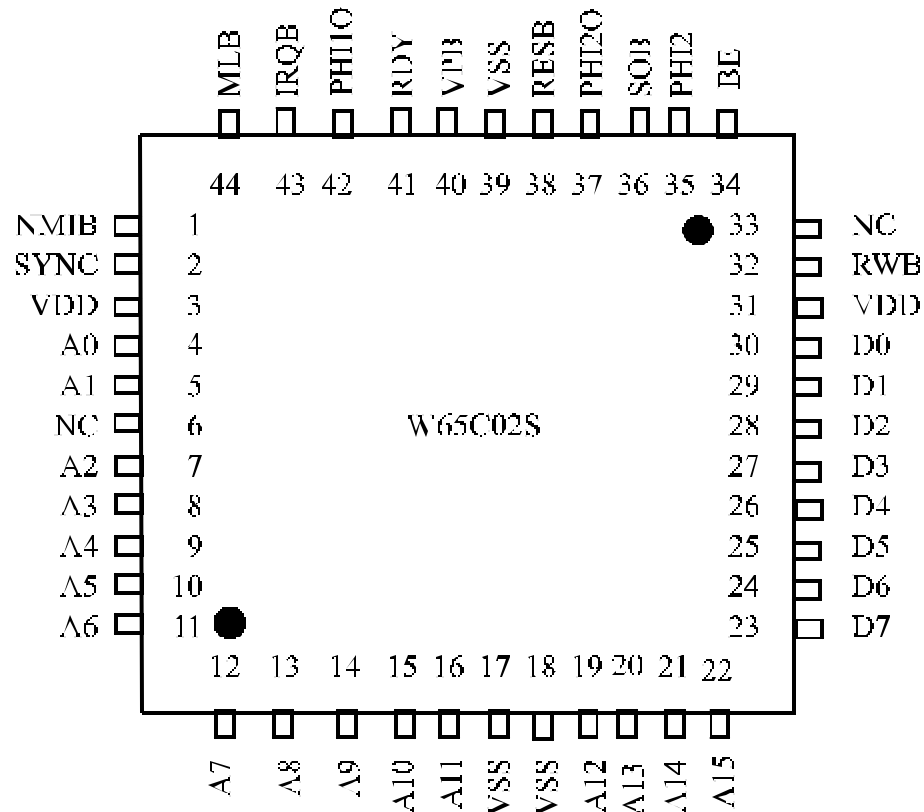 MLB IRQB PHI1O RDY VPB VSS RESB PHI2O SOB PHI2 BE
44 43 42 41 40 39 38 37 36 35 34
NMIB 1 33 NC
SYNC 2 32 RWB
VDD 3 31 VDD
A0 4 30 D0
A1 5 29 D1
NC 6 W65C02S 28 D2
A2 7 27 D3
A3 8 26 D4
A4 9 25 D5
A5 10 24 D6
A6 11 23 D7
12 13 14 15 16 17 18 19 20 21 22
A7 A8 A9 A10 A11 VSS VSS A12 A13 A14 A15